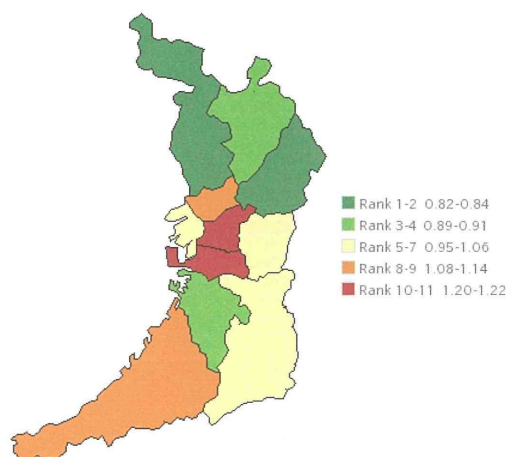 Rank 1-2 0.82-0.84
Rank 3-4 0.89-0.91
Rank 5-7 0.95-1.06
Rank 8-9 1.08-1.14
Rank 10-11 1.20-1.22